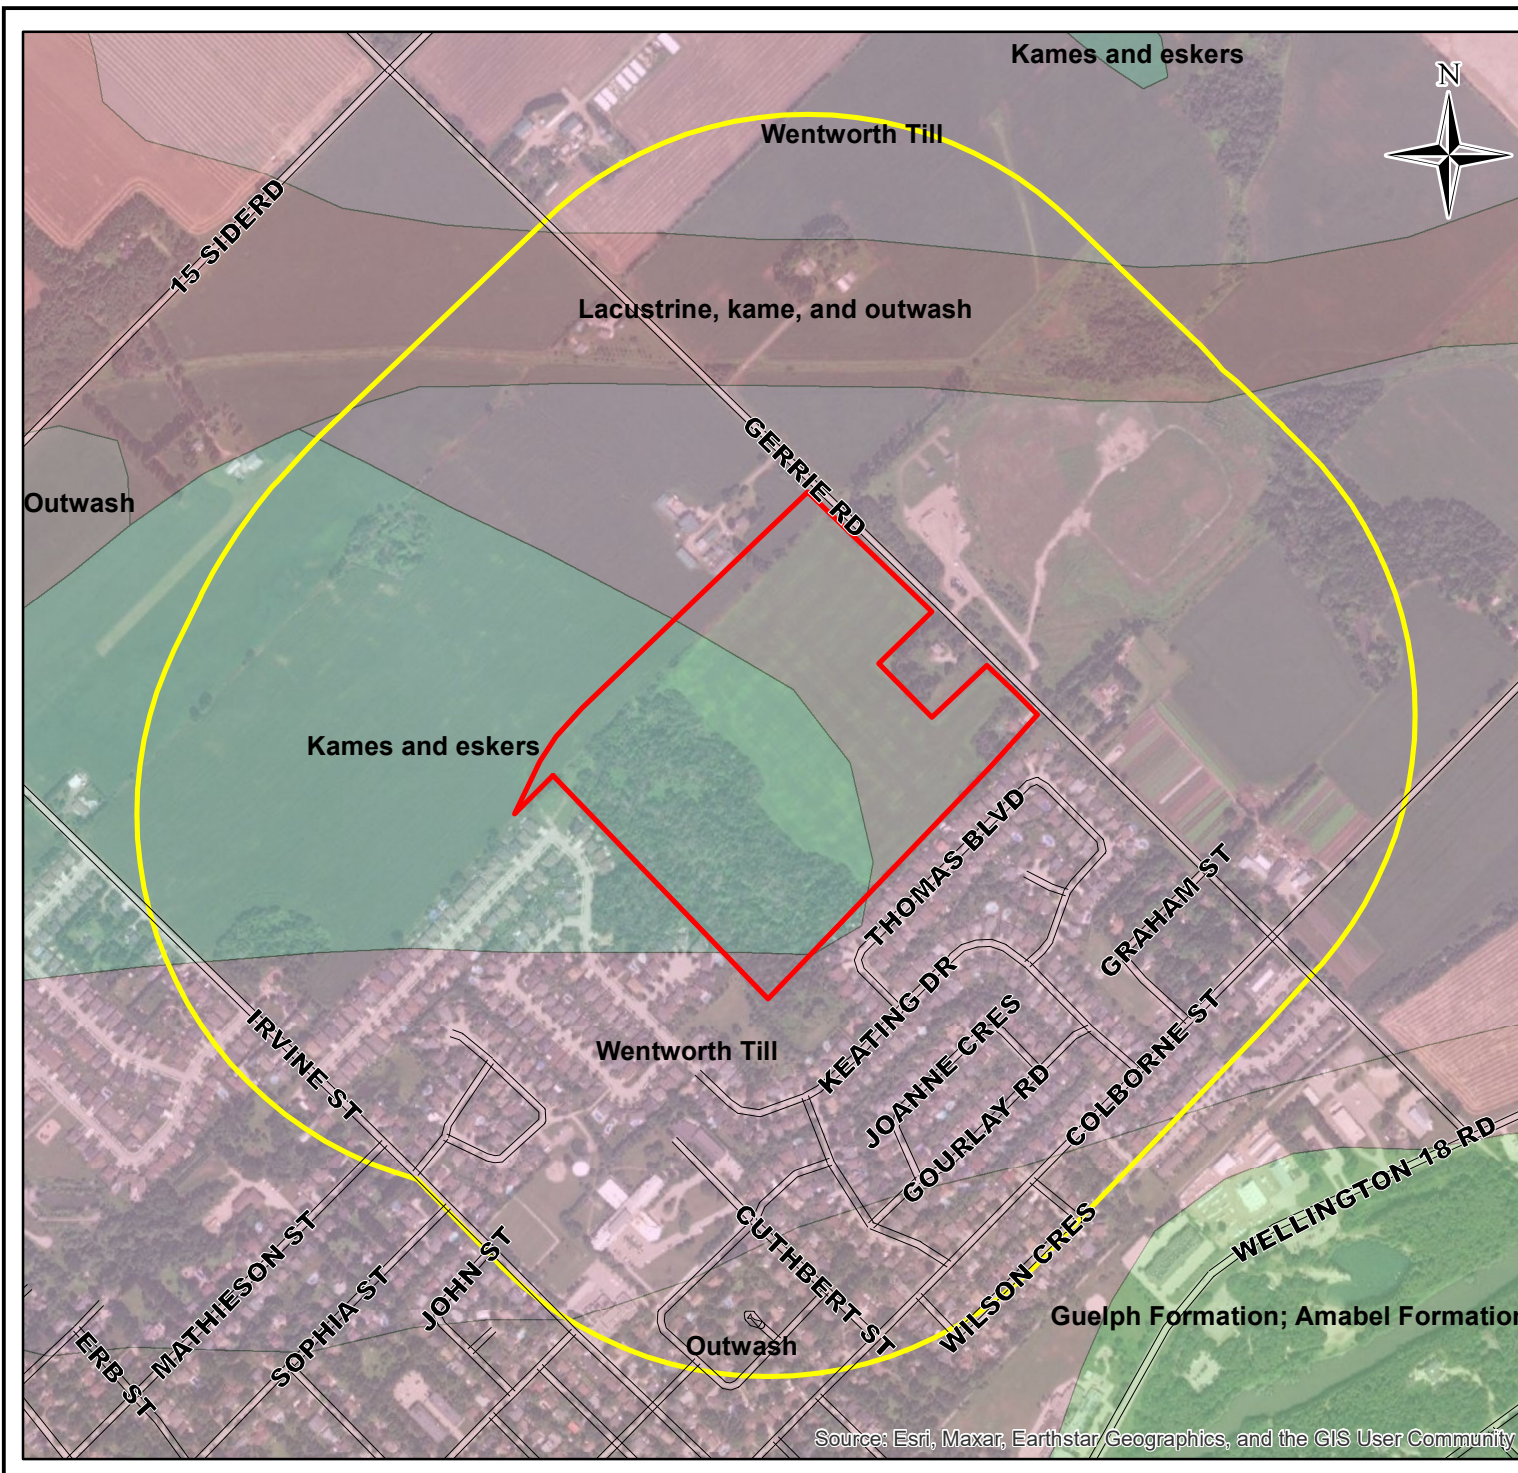 Kames and eskers
N
Wentworth Till
15 SIDERD
Lacustrine, kame, and outwash
GERRIE RD
Outwash
Kames and eskers
THOMAS BLVD
GRAHAM ST
KEATING DR
JOANNE CRES
COLBORNE ST
IRVINE ST
Wentworth Till
GOURLAY RD
WELLINGTON 18 RD
MATHIESON ST
SOPHIA ST
JOHN ST
CUTHBERT ST
WILSON CRES
Guelph Formation; Amabel Formation
ERB ST
Outwash
Source: Esri, Maxar, Earthstar Geographics, and the GIS User Community